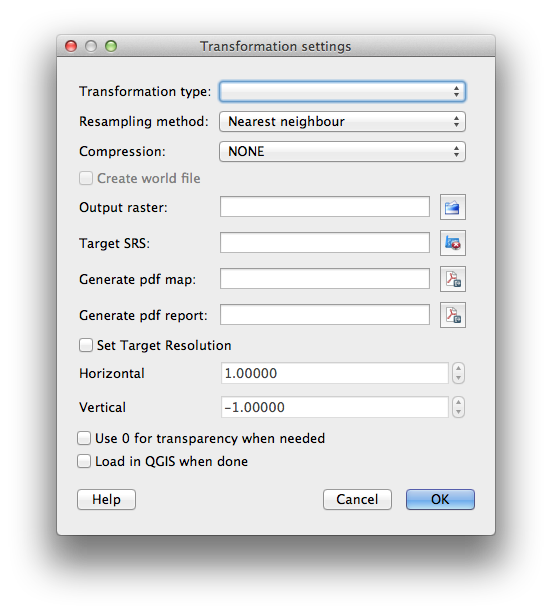 Transformation settings
Transformation type:
Resampling method: Nearest neighbour
Compression: NONE
Create world file
Output raster:
Target SRS:
Generate pdf map:
Generate pdf report:
Set Target Resolution
Horizontal 1.00000
Vertical -1.00000
Use 0 for transparency when needed
Load in QGIS when done
Help Cancel OK